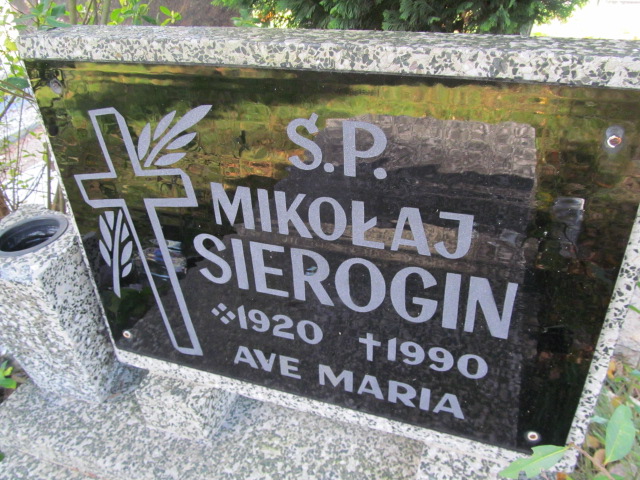 Ś.P.
MIKOŁAJ
SIEROGIN
1920 †1990
AVE MARIA